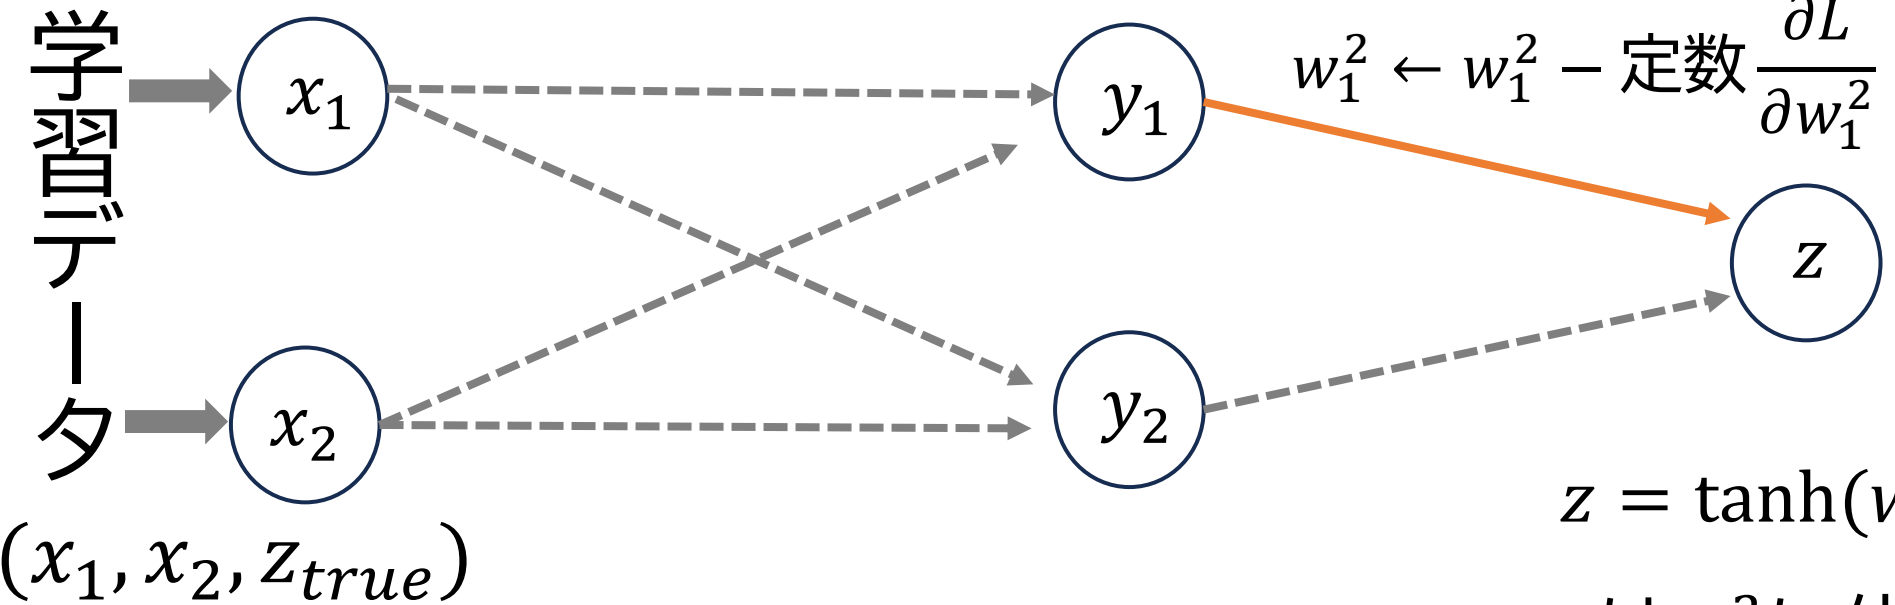 学習データ
x₁
x₂
y₁
y₂
z
w₁² ← w₁² − 定数 ∂L/∂w₁²
z = tanh(
(x₁, x₂, z_true)